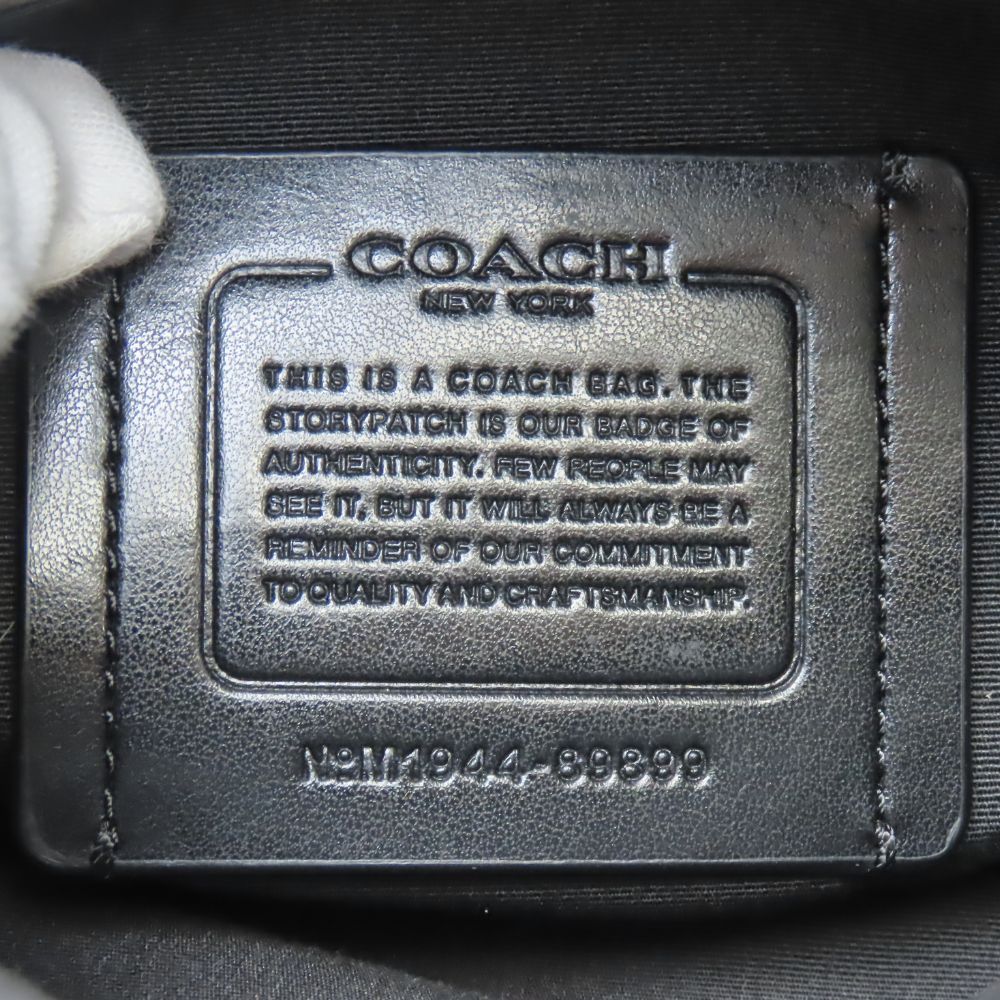 COACH
NEW YORK
THIS IS A COACH BAG. THE
STORYPATCH IS OUR BADGE OF
AUTHENTICITY. FEW PEOPLE MAY
SEE IT, BUT IT WILL ALWAYS BE A
REMINDER OF OUR COMMITMENT
TO QUALITY AND CRAFTSMANSHIP.
NoM1944-89899